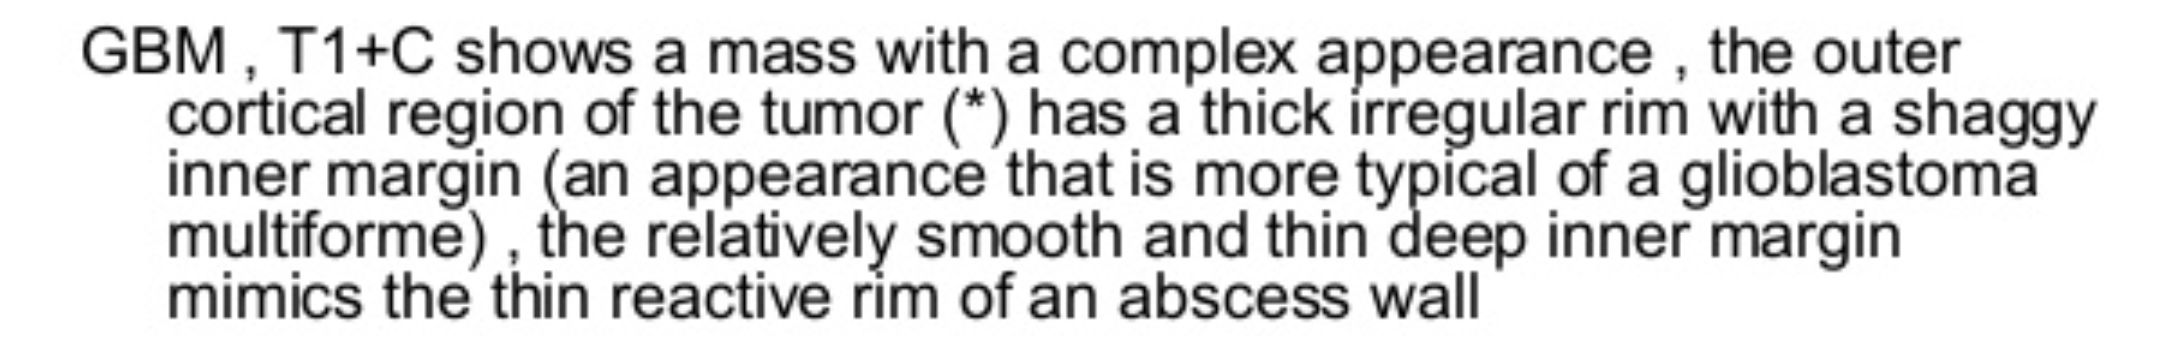 GBM , T1+C shows a mass with a complex appearance , the outer
cortical region of the tumor (*) has a thick irregular rim with a shaggy
inner margin (an appearance that is more typical of a glioblastoma
multiforme) , the relatively smooth and thin deep inner margin
mimics the thin reactive rim of an abscess wall